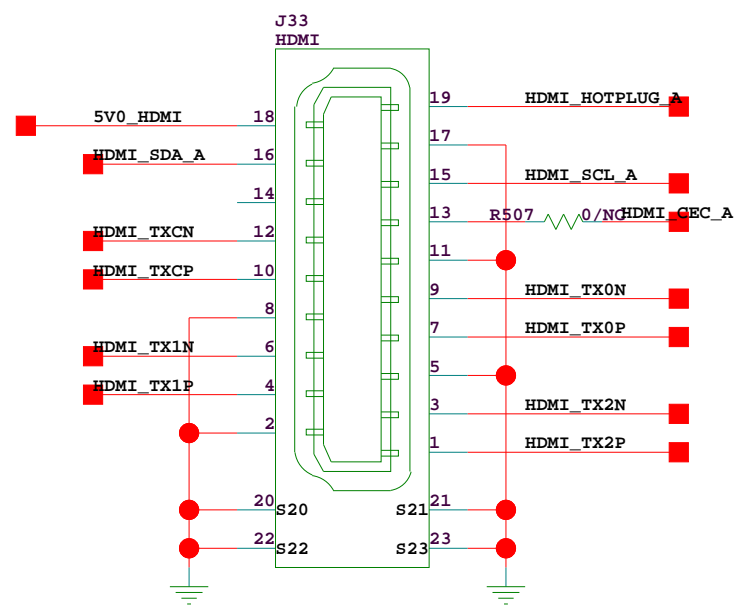 J33
HDMI
19 HDMI_HOTPLUG_A
5V0_HDMI 18
17
HDMI_SDA_A 16
15 HDMI_SCL_A
14
13 R507 0/NC HDMI_CEC_A
HDMI_TXCN 12
11
HDMI_TXCP 10
9 HDMI_TX0N
8
7 HDMI_TX0P
HDMI_TX1N 6
5
HDMI_TX1P 4
3 HDMI_TX2N
2
1 HDMI_TX2P
20 S20 S21 21
22 S22 S23 23